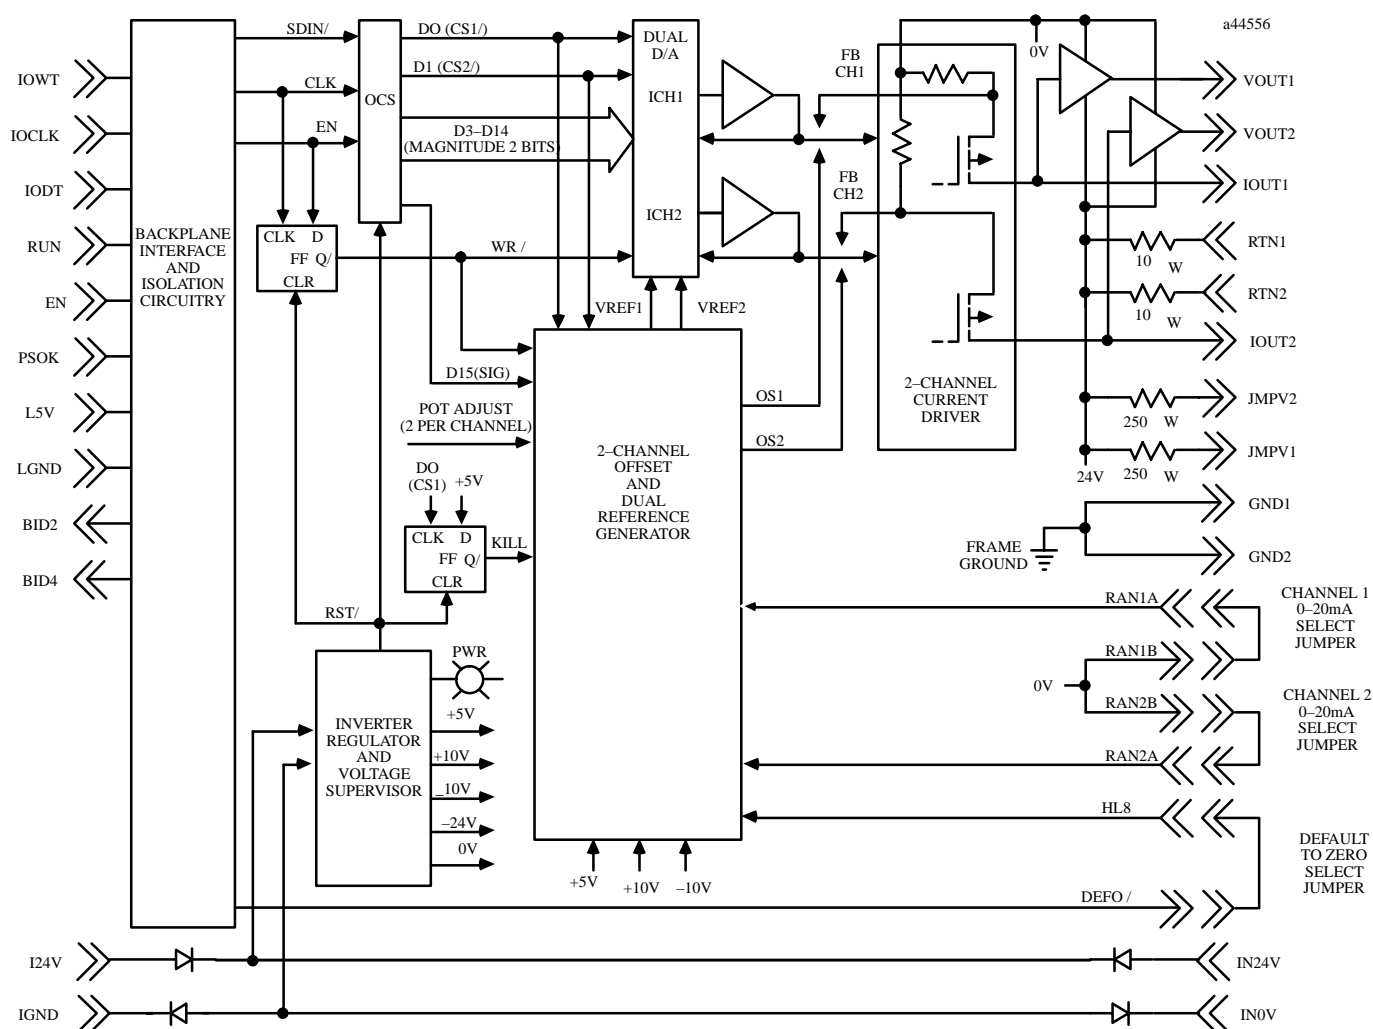 a44556
IOWT
IOCLK
IODT
RUN
EN
PSOK
L5V
LGND
BID2
BID4
I24V
IGND
BACKPLANE
INTERFACE
AND
ISOLATION
CIRCUITRY
SDIN/
CLK
EN
OCS
CLK D
FF Q/
CLR
DO (CS1/)
D1 (CS2/)
D3–D14
(MAGNITUDE 2 BITS)
WR /
D15(SIG)
POT ADJUST
(2 PER CHANNEL)
DO
(CS1)
+5V
CLK D
FF Q/
CLR
KILL
RST/
PWR
INVERTER
REGULATOR
AND
VOLTAGE
SUPERVISOR
+5V
+10V
_10V
–24V
0V
DUAL
D/A
ICH1
ICH2
VREF1
VREF2
2–CHANNEL
OFFSET
AND
DUAL
REFERENCE
GENERATOR
+5V
+10V
–10V
OS1
OS2
FB
CH1
FB
CH2
2–CHANNEL
CURRENT
DRIVER
0V
VOUT1
VOUT2
IOUT1
RTN1
10 W
RTN2
10 W
IOUT2
JMPV2
250 W
JMPV1
24V
250 W
GND1
FRAME
GROUND
GND2
RAN1A
RAN1B
0V
RAN2B
RAN2A
HL8
DEFO /
CHANNEL 1
0–20mA
SELECT
JUMPER
CHANNEL 2
0–20mA
SELECT
JUMPER
DEFAULT
TO ZERO
SELECT
JUMPER
IN24V
IN0V